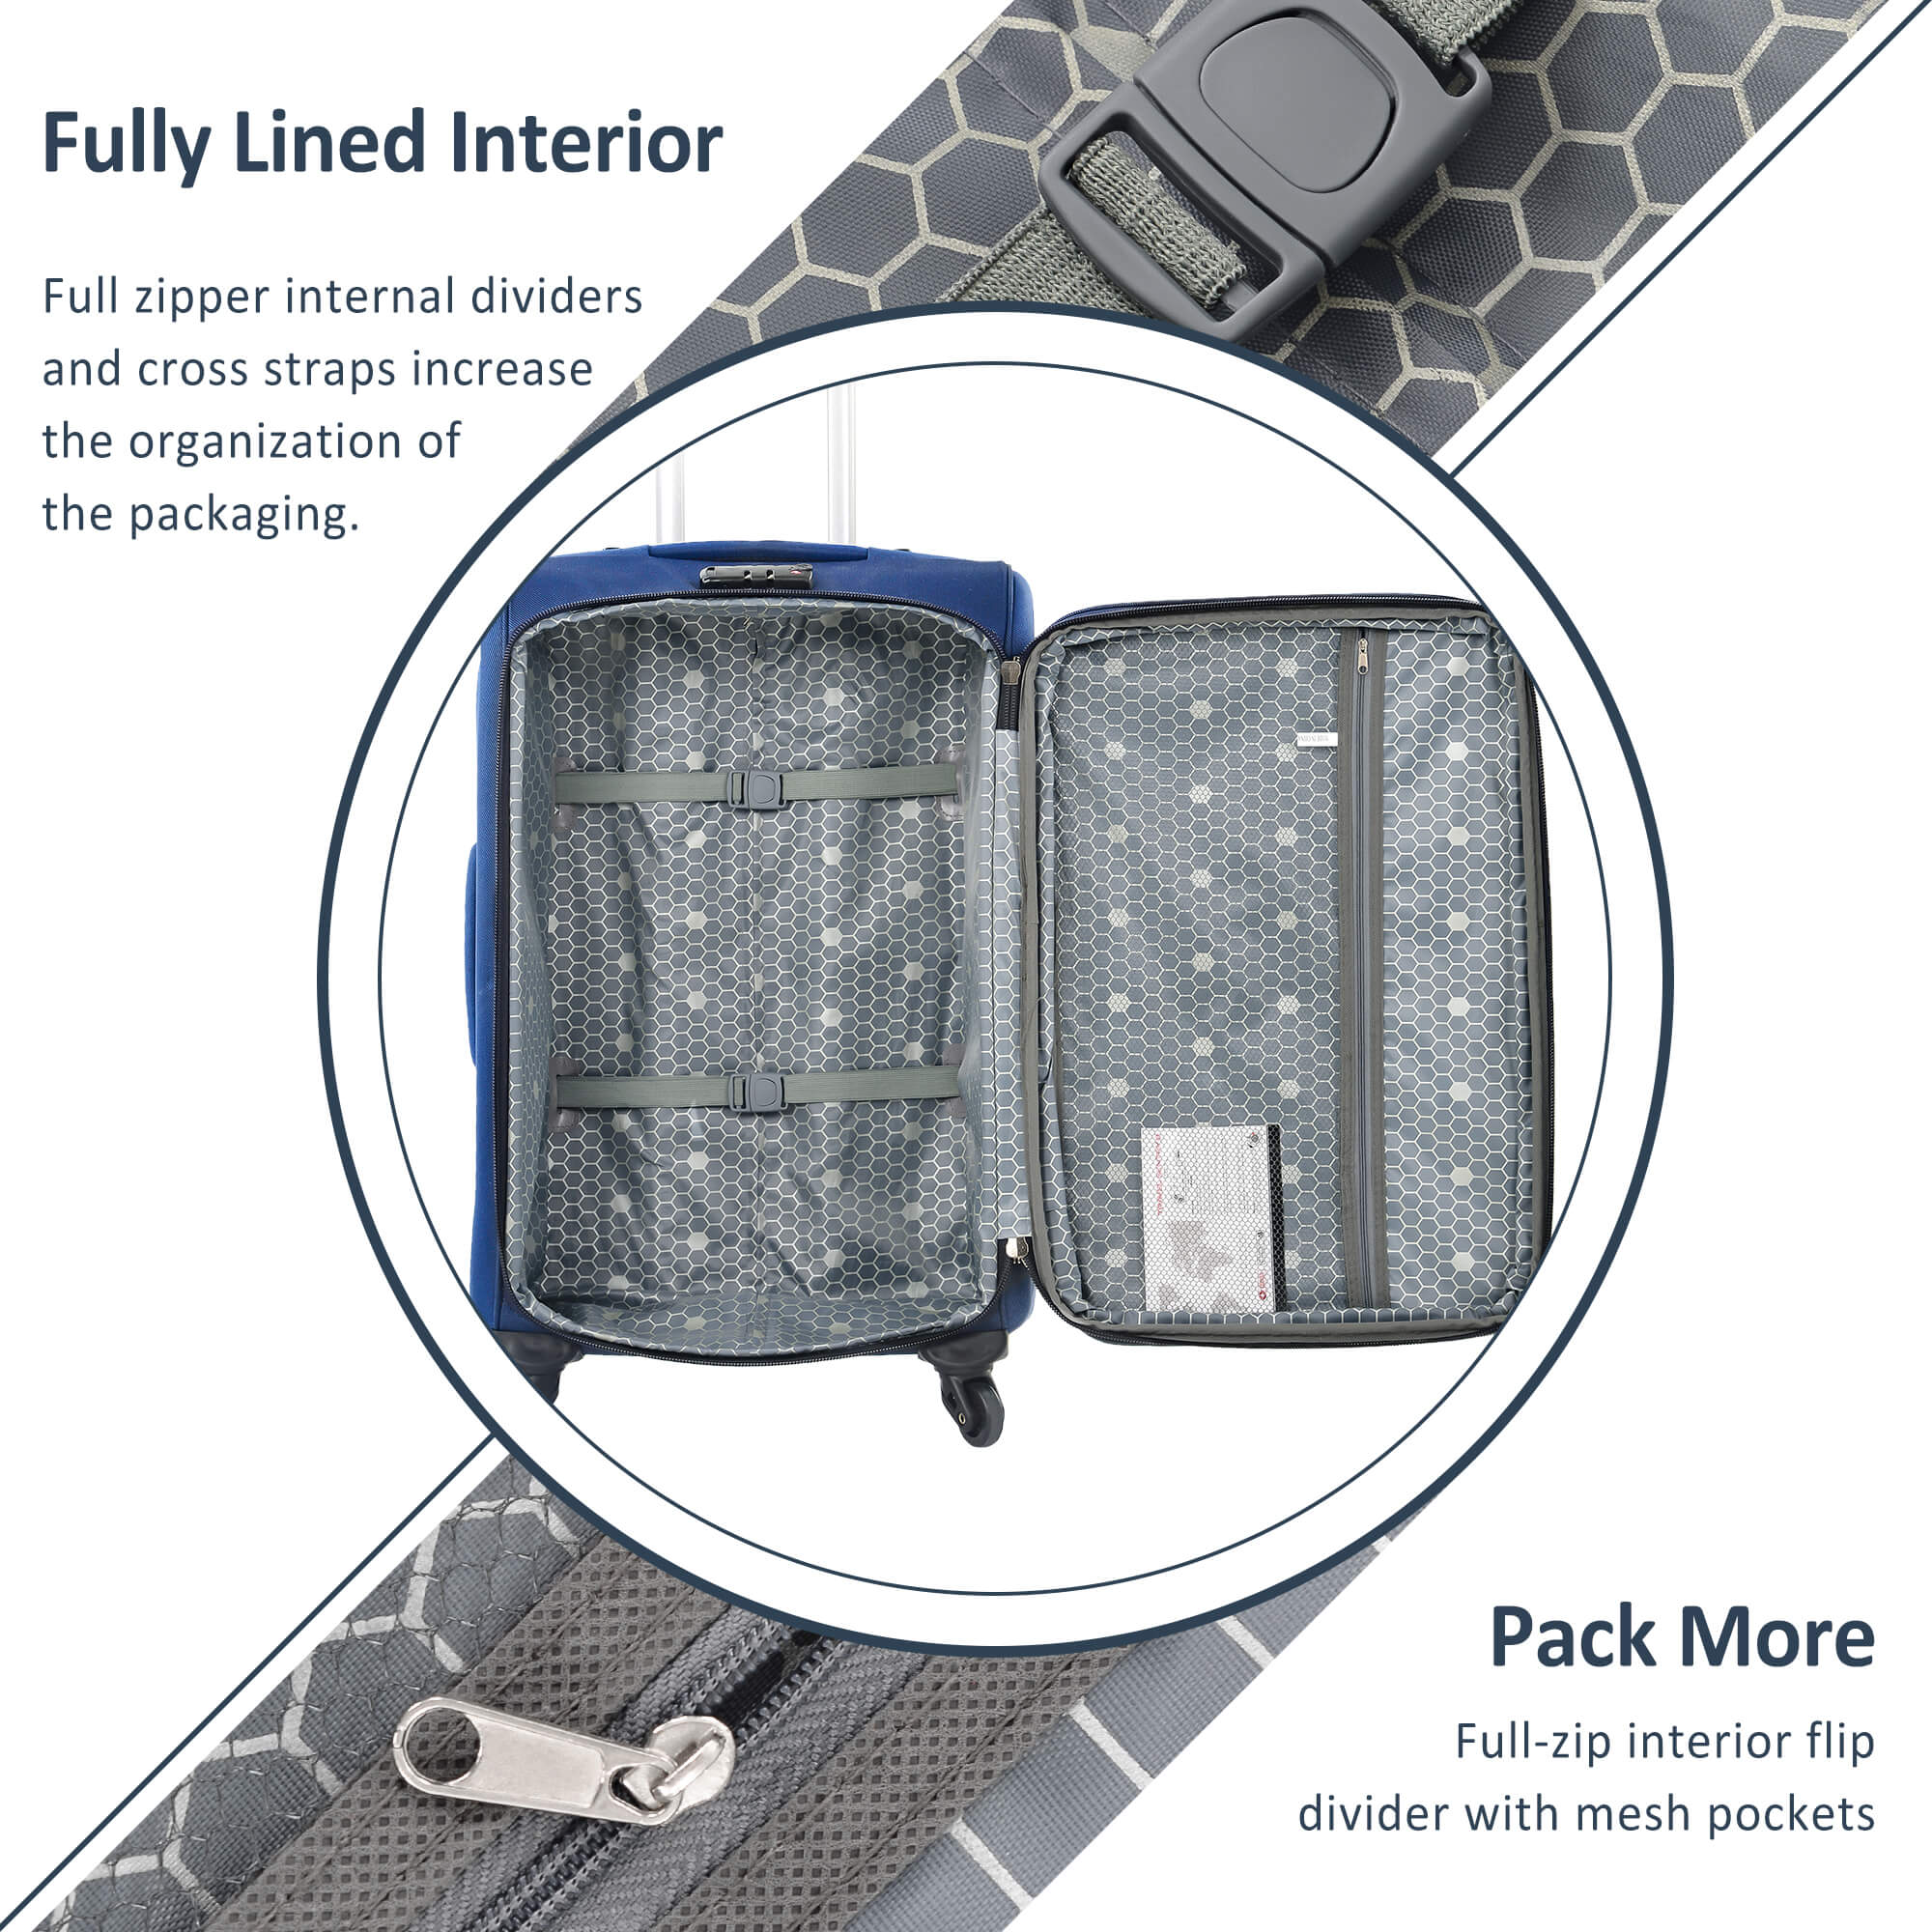 Fully Lined Interior
Full zipper internal dividers
and cross straps increase
the organization of
the packaging.
Pack More
Full-zip interior flip
divider with mesh pockets